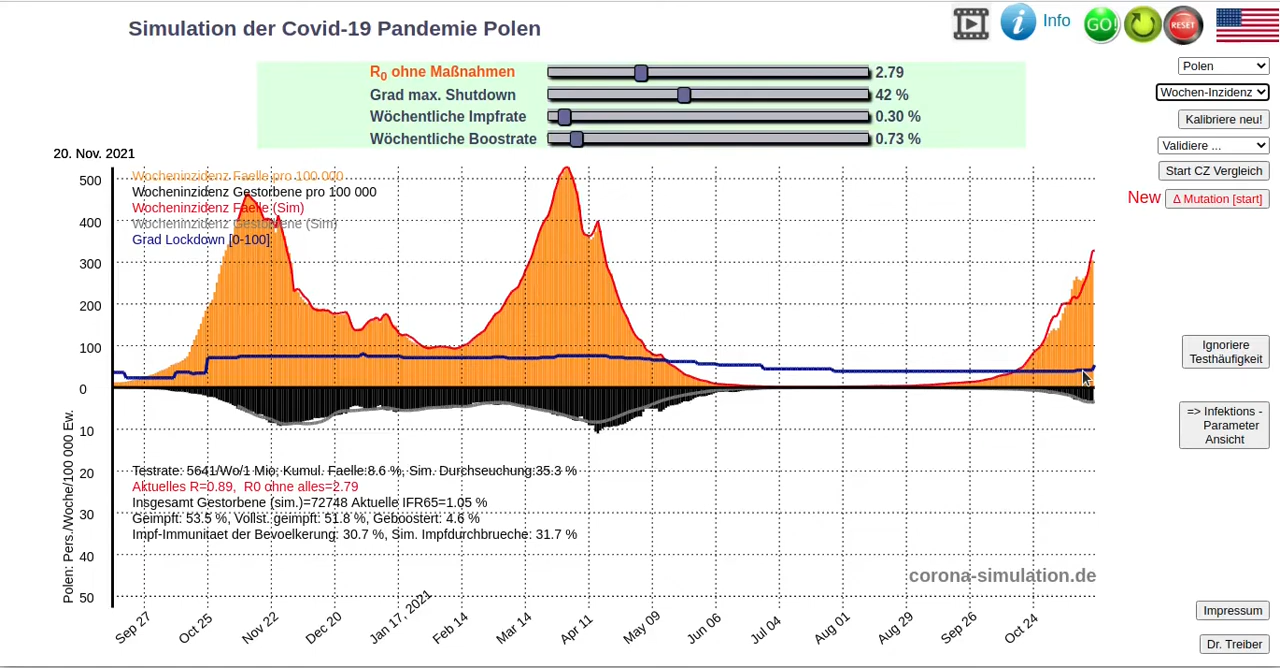 Simulation der Covid-19 Pandemie Polen
Info
GO!
RESET
R0 ohne Maßnahmen 2.79
Grad max. Shutdown 42 %
Wöchentliche Impfrate 0.30 %
Wöchentliche Boostrate 0.73 %
Polen
Wochen-Inzidenz
Kalibriere neu!
Validiere ...
Start CZ Vergleich
New Δ Mutation [start]
Ignoriere
Testhäufigkeit
=> Infektions -
Parameter
Ansicht
Impressum
Dr. Treiber
20. Nov. 2021
Wocheninzidenz Faelle pro 100 000
Wocheninzidenz Gestorbene pro 100 000
Wocheninzidenz Faelle (Sim)
Wocheninzidenz Gestorbene (Sim)
Grad Lockdown [0-100]
500
400
300
200
100
0
10
20
30
40
50
Polen: Pers./Woche/100 000 Ew.
Testrate: 5641/Wo/1 Mio; Kumul. Faelle:8.6 %, Sim. Durchseuchung:35.3 %
Aktuelles R=0.89, R0 ohne alles=2.79
Insgesamt Gestorbene (sim.)=72748 Aktuelle IFR65=1.05 %
Geimpft: 53.5 %, Vollst. geimpft: 51.8 %, Geboostert: 4.6 %
Impf-Immunitaet der Bevoelkerung: 30.7 %, Sim. Impfdurchbrueche: 31.7 %
corona-simulation.de
Sep 27
Oct 25
Nov 22
Dec 20
Jan 17, 2021
Feb 14
Mar 14
Apr 11
May 09
Jun 06
Jul 04
Aug 01
Aug 29
Sep 26
Oct 24